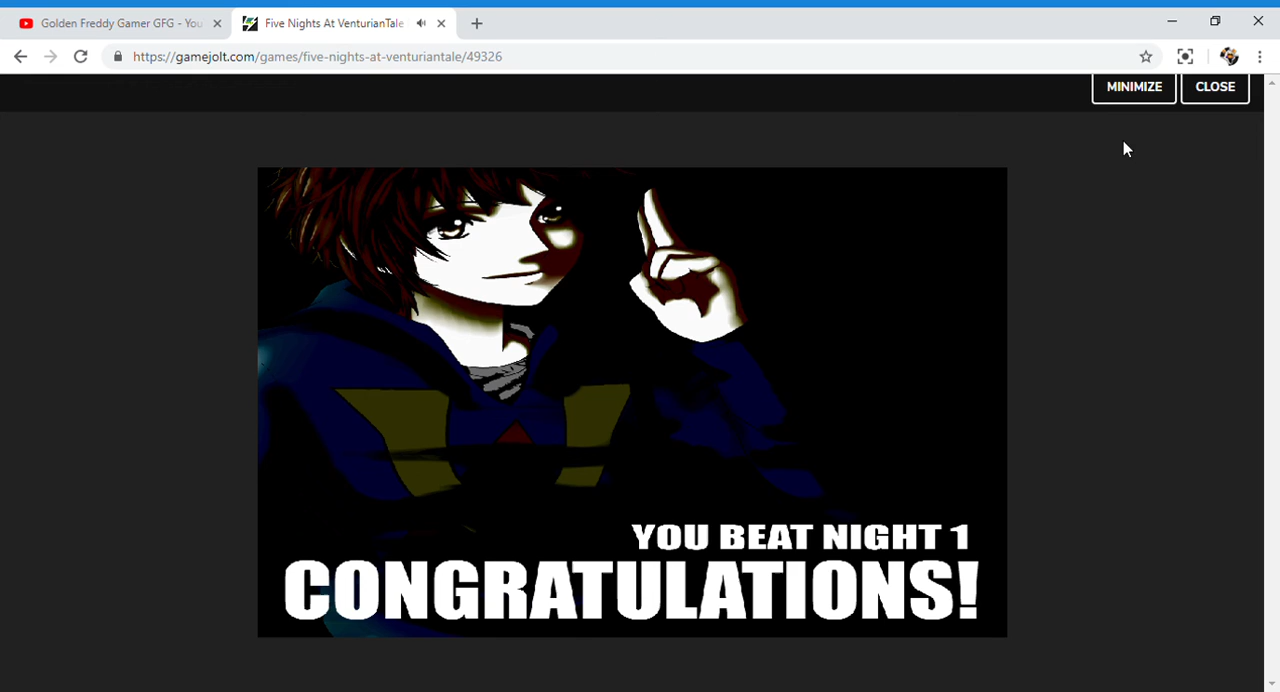 Golden Freddy Gamer GFG - You
Five Nights At VenturianTale
https://gamejolt.com/games/five-nights-at-venturiantale/49326
MINIMIZE
CLOSE
YOU BEAT NIGHT 1
CONGRATULATIONS!